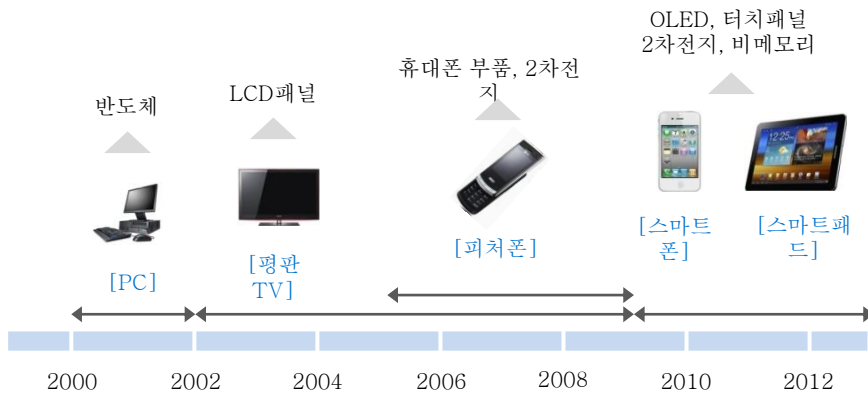 OLED, 터치패널
2차전지, 비메모리
휴대폰 부품, 2차전
지
LCD패널
반도체
12:25
[스마트
폰]
[스마트패
드]
[피처폰]
[평판
TV]
[PC]
2000
2002
2004
2006
2008
2010
2012